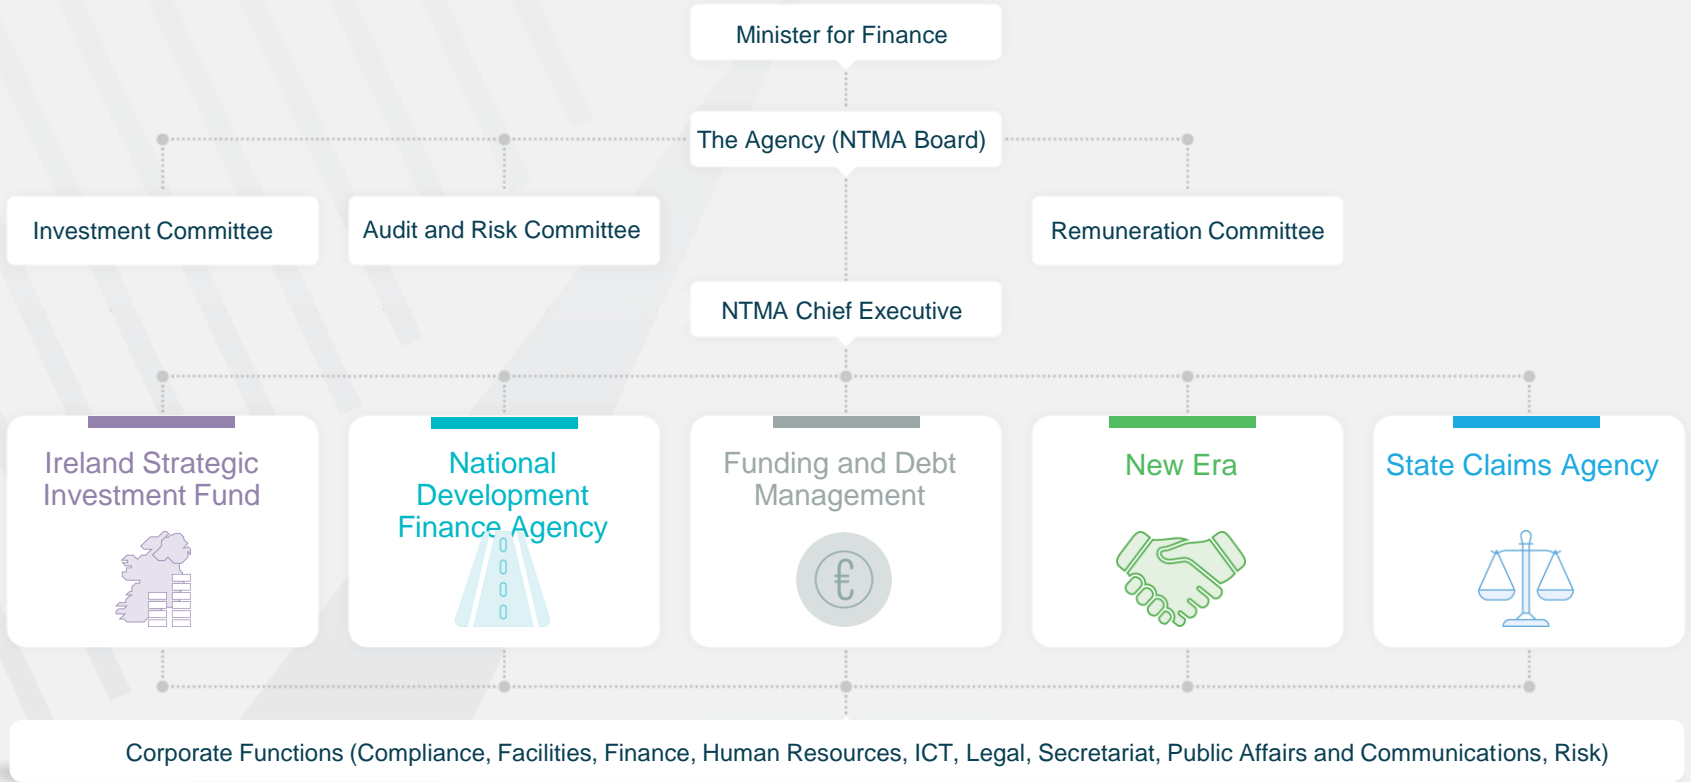 Minister for Finance
The Agency (NTMA Board)
Investment Committee
Audit and Risk Committee
Remuneration Committee
NTMA Chief Executive
Ireland Strategic
Investment Fund
National
Development
Finance Agency
Funding and Debt
Management
New Era
State Claims Agency
€
Corporate Functions (Compliance, Facilities, Finance, Human Resources, ICT, Legal, Secretariat, Public Affairs and Communications, Risk)